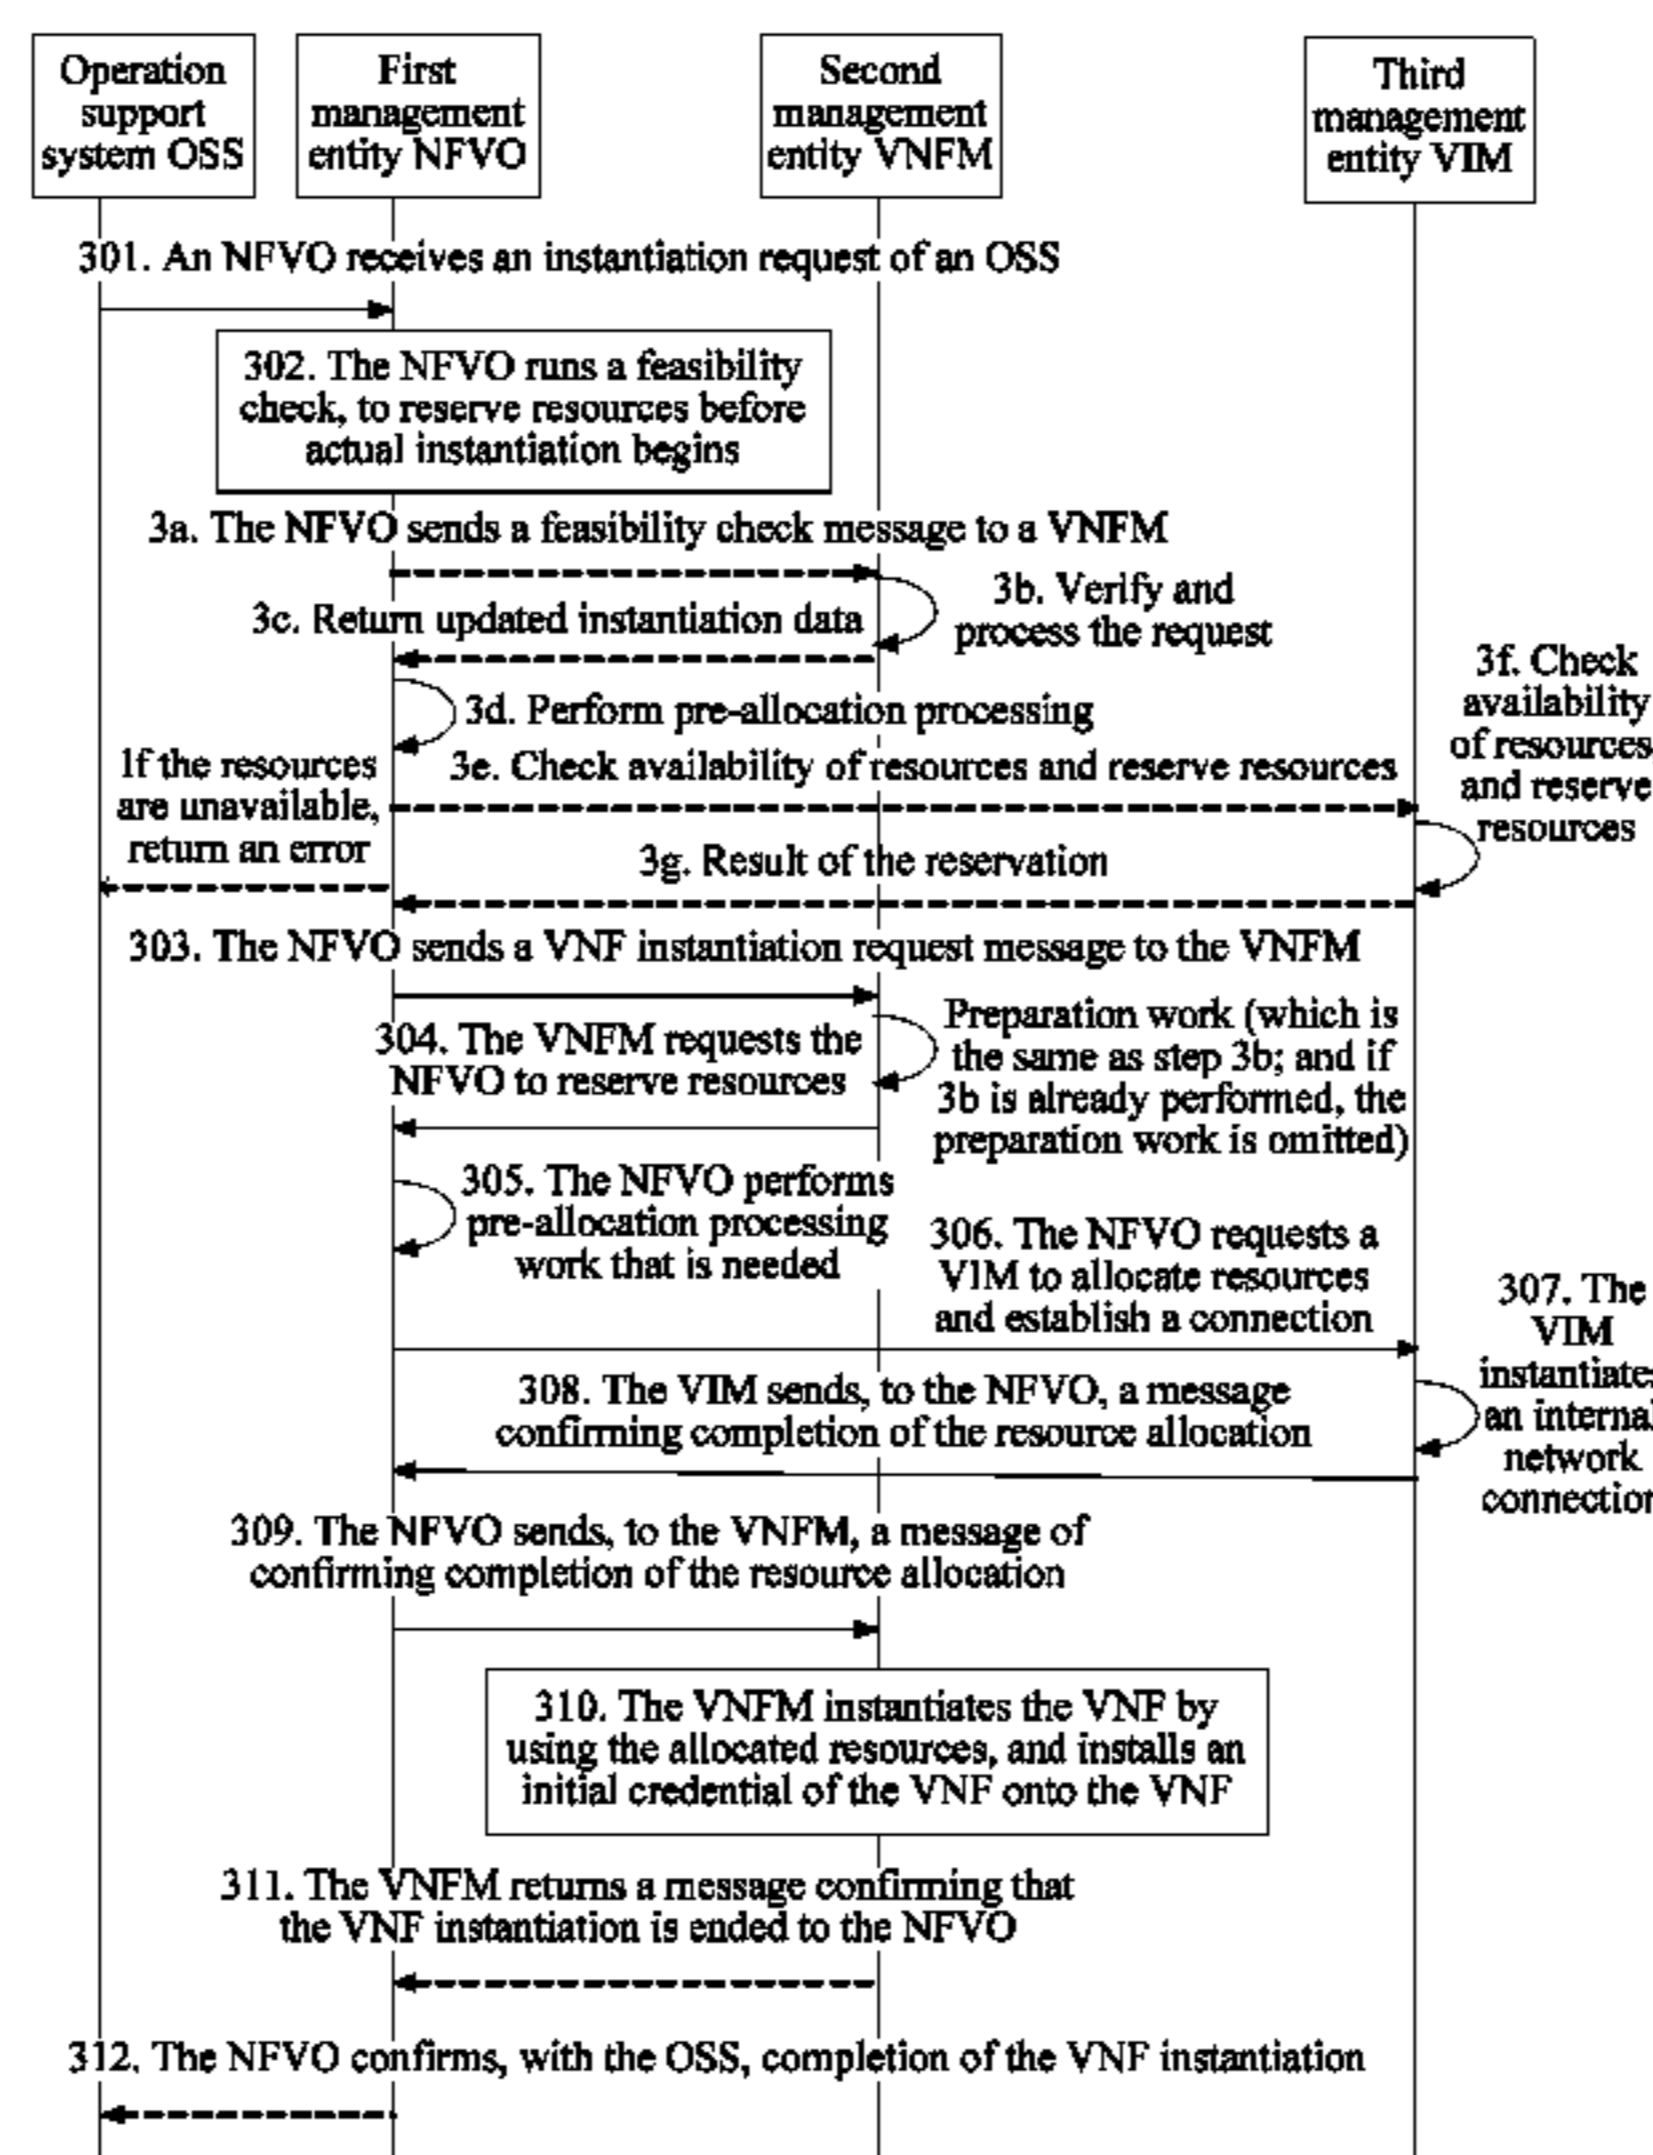 Operation
support
system OSS
First
management
entity NFVO
Second
management
entity VNFM
Third
management
entity VIM
301. An NFVO receives an instantiation request of an OSS
302. The NFVO runs a feasibility
check, to reserve resources before
actual instantiation begins
3a. The NFVO sends a feasibility check message to a VNFM
3b. Verify and
process the request
3c. Return updated instantiation data
3d. Perform pre-allocation processing
3e. Check availability of resources and reserve resources
3f. Check
availability
of resources,
and reserve
resources
If the resources
are unavailable,
return an error
3g. Result of the reservation
303. The NFVO sends a VNF instantiation request message to the VNFM
Preparation work (which is
the same as step 3b; and if
3b is already performed, the
preparation work is omitted)
304. The VNFM requests the
NFVO to reserve resources
305. The NFVO performs
pre-allocation processing
work that is needed
306. The NFVO requests a
VIM to allocate resources
and establish a connection
307. The
VIM
instantiates
an internal
network
connection
308. The VIM sends, to the NFVO, a message
confirming completion of the resource allocation
309. The NFVO sends, to the VNFM, a message of
confirming completion of the resource allocation
310. The VNFM instantiates the VNF by
using the allocated resources, and installs an
initial credential of the VNF onto the VNF
311. The VNFM returns a message confirming that
the VNF instantiation is ended to the NFVO
312. The NFVO confirms, with the OSS, completion of the VNF instantiation